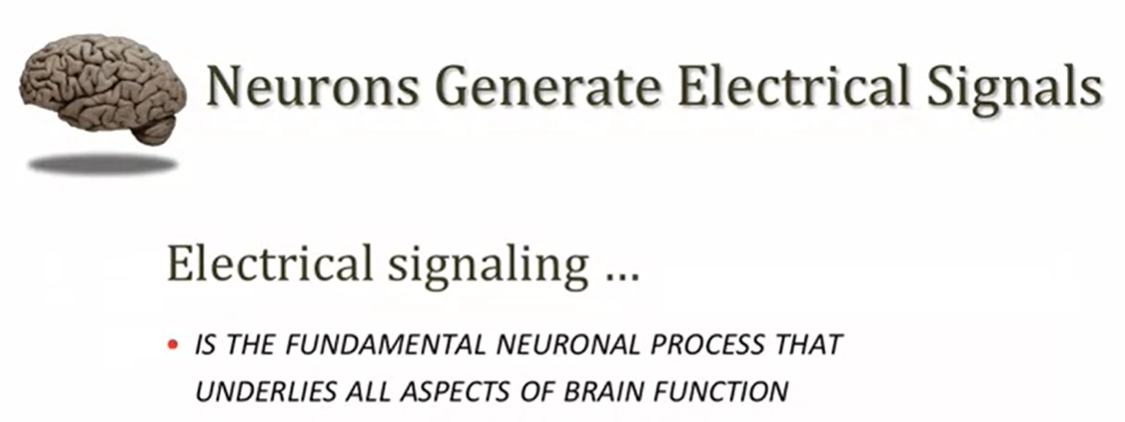 Neurons Generate Electrical Signals
Electrical signaling ...
• IS THE FUNDAMENTAL NEURONAL PROCESS THAT
UNDERLIES ALL ASPECTS OF BRAIN FUNCTION